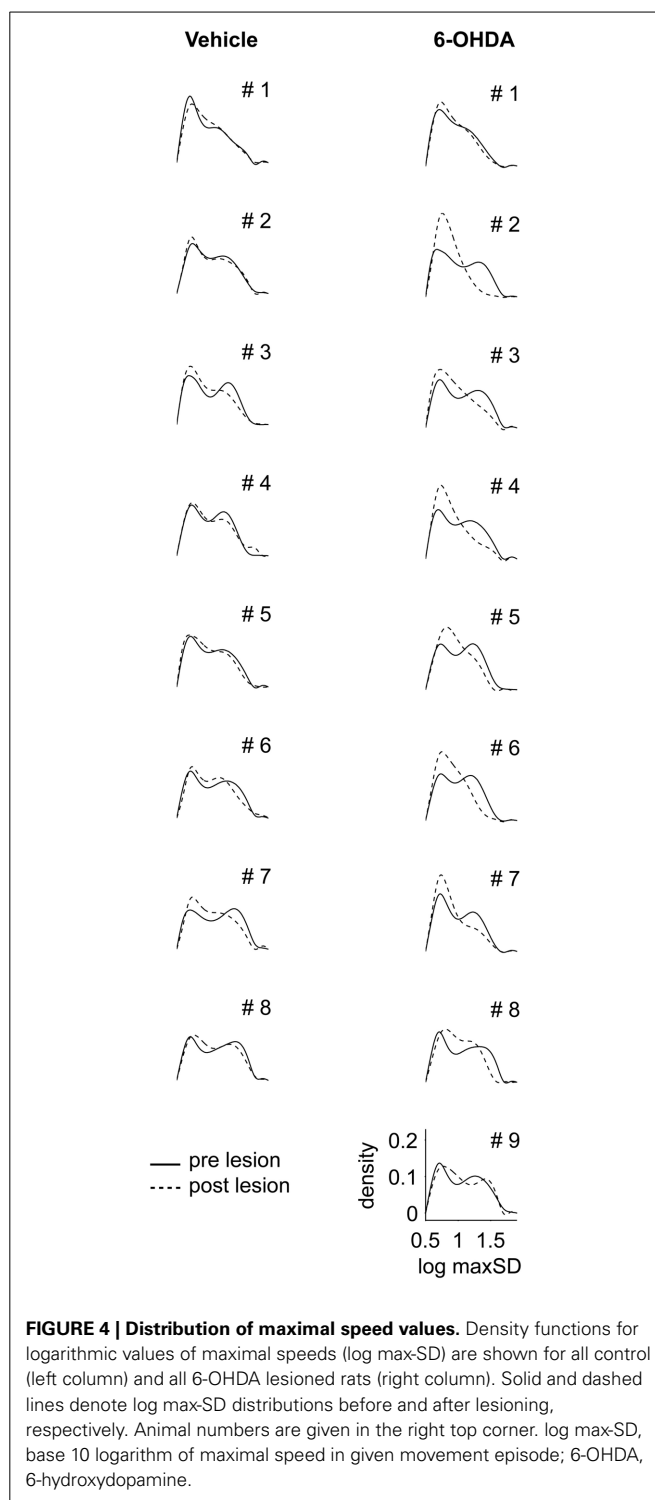 Vehicle 6-OHDA
# 1 # 1
# 2 # 2
# 3 # 3
# 4 # 4
# 5 # 5
# 6 # 6
# 7 # 7
# 8 # 8
# 9
pre lesion
post lesion
density
0.2
0.1
0
0.5 1 1.5
log maxSD
FIGURE 4 | Distribution of maximal speed values. Density functions for
logarithmic values of maximal speeds (log max-SD) are shown for all control
(left column) and all 6-OHDA lesioned rats (right column). Solid and dashed
lines denote log max-SD distributions before and after lesioning,
respectively. Animal numbers are given in the right top corner. log max-SD,
base 10 logarithm of maximal speed in given movement episode; 6-OHDA,
6-hydroxydopamine.